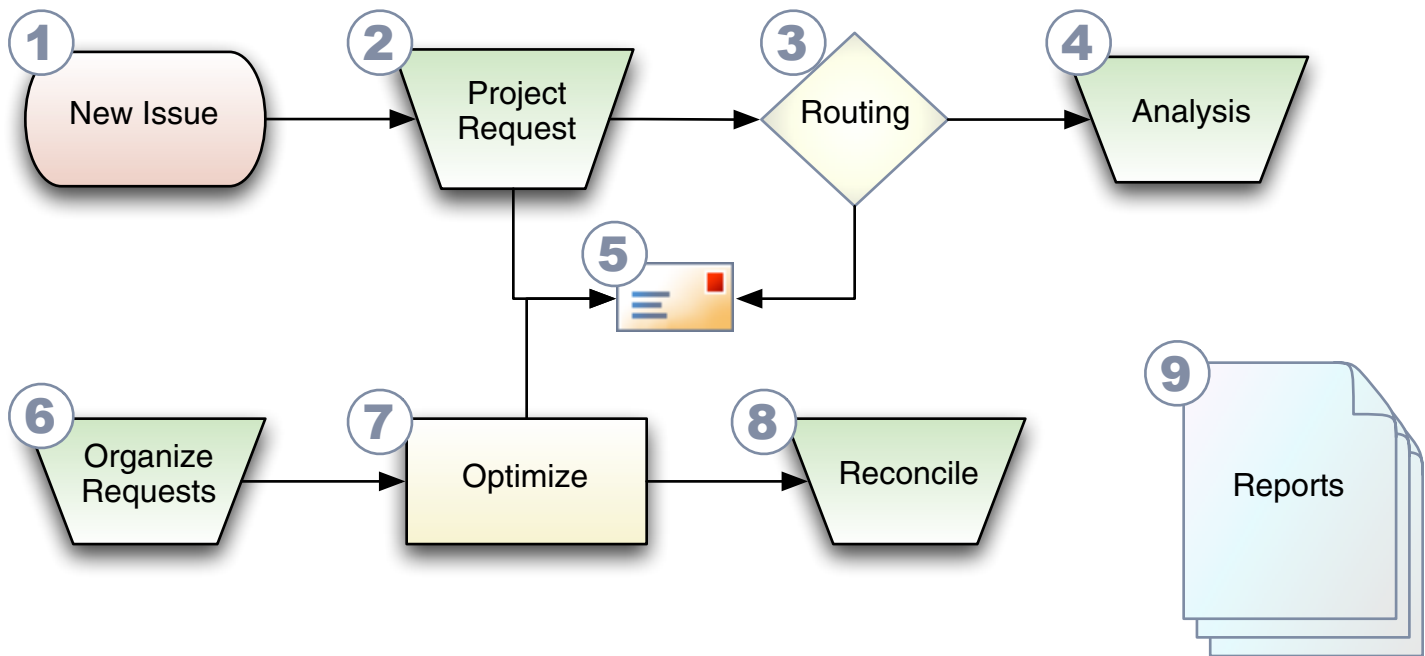 1
New Issue
2
Project
Request
3
Routing
4
Analysis
5
6
Organize
Requests
7
Optimize
8
Reconcile
9
Reports